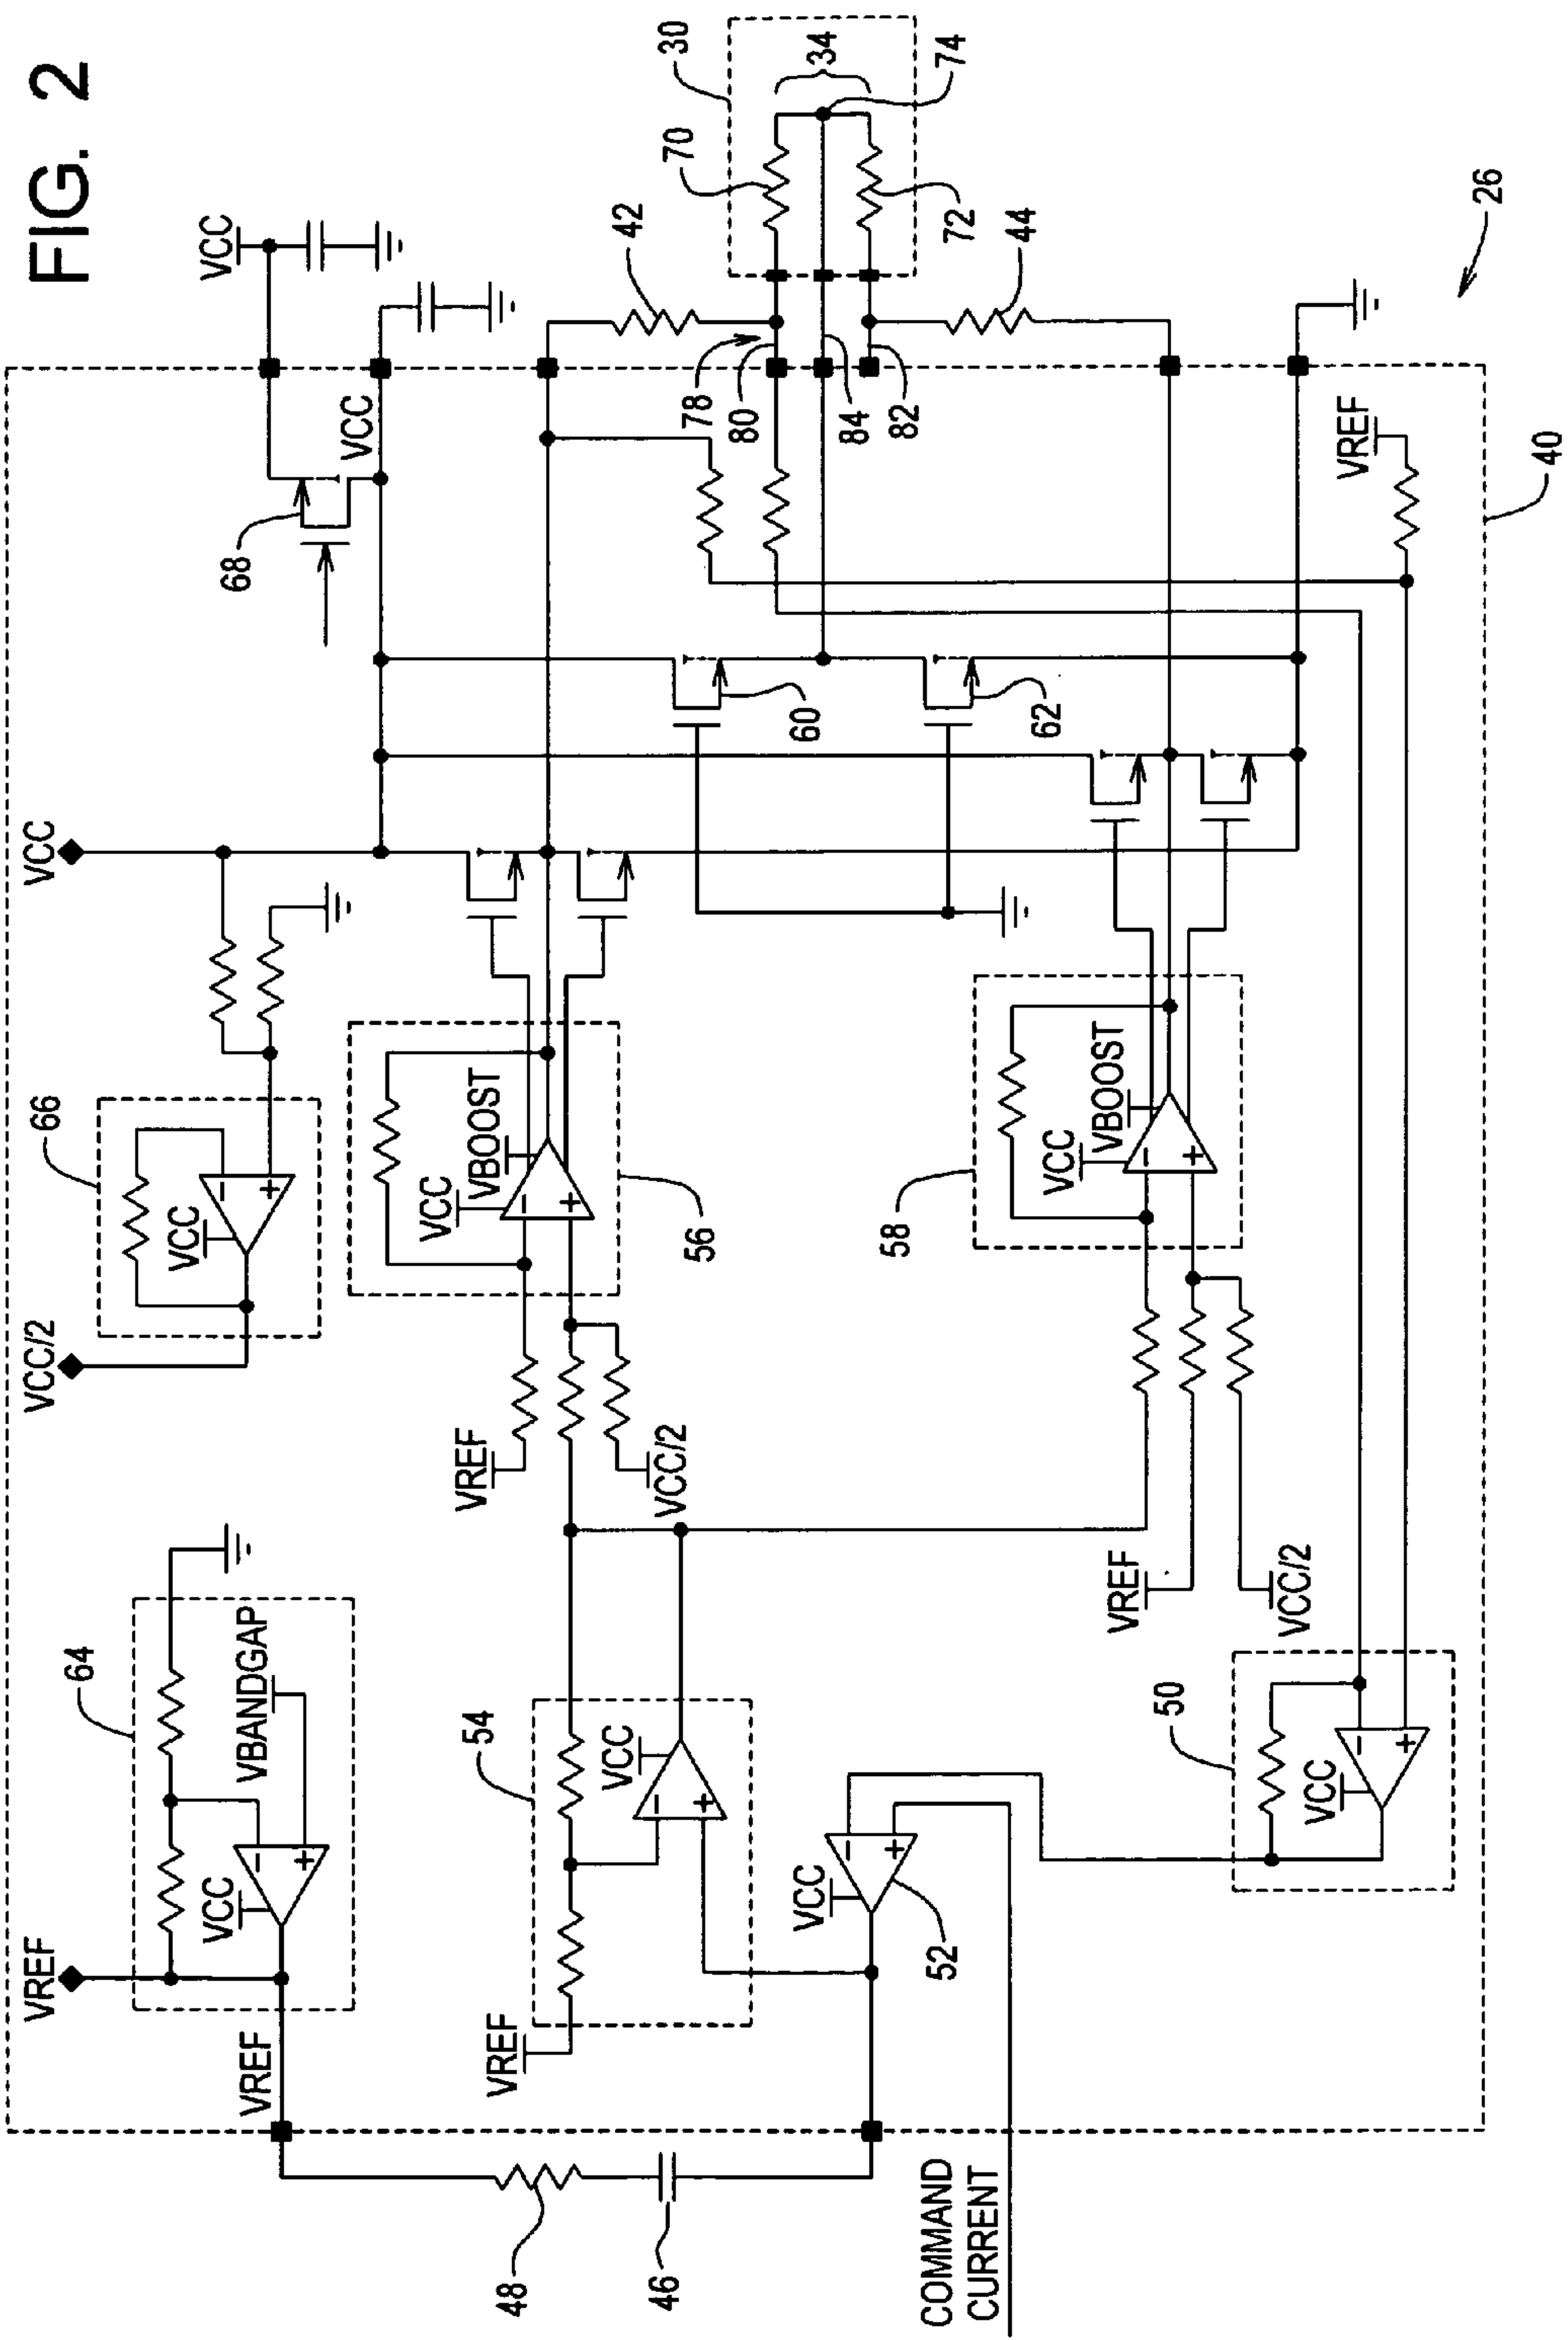 FIG. 2
VREF
VCC/2
VCC
VCC
64
VBANDGAP
VCC
VREF
66
VCC
68
VCC
48
46
VREF
54
VCC
VREF
VCC/2
VCC
VBOOST
56
60
62
42
78
80
84
82
70
72
30
34
74
44
COMMAND
CURRENT
VCC
52
50
VCC
VREF
VCC/2
58
VCC
VBOOST
VREF
40
26